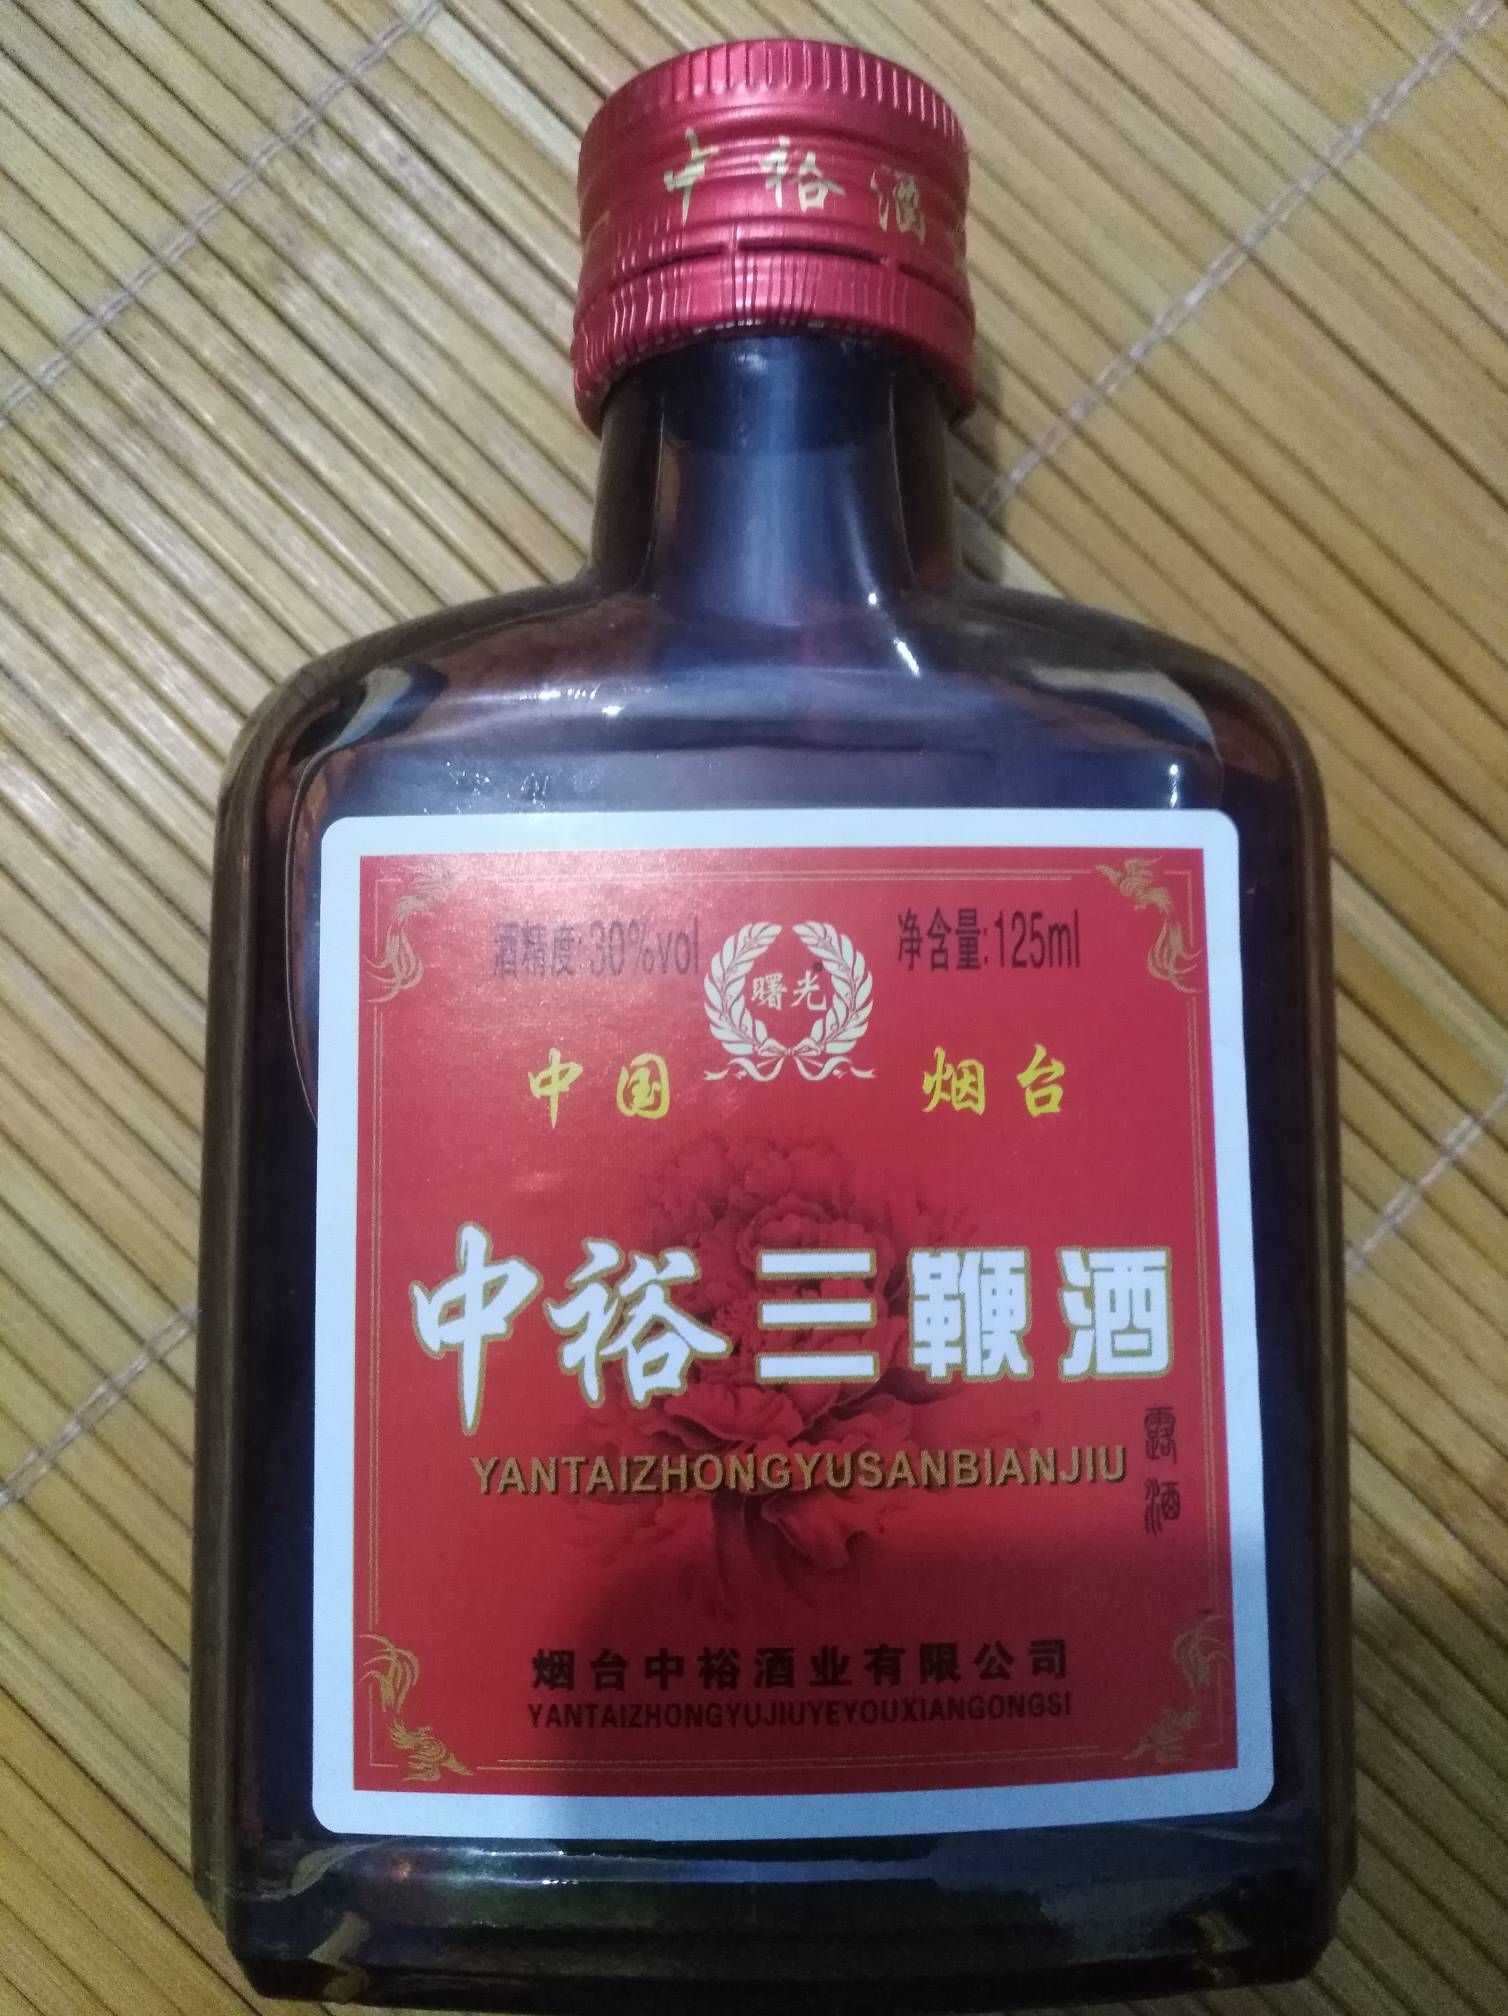 中裕酒
酒精度:30%vol
净含量:125ml
曙光
中国 烟台
中裕三鞭酒
YANTAIZHONGYUSANBIANJIU
露酒
烟台中裕酒业有限公司
YANTAIZHONGYUJIUYEYOUXIANGONGSI